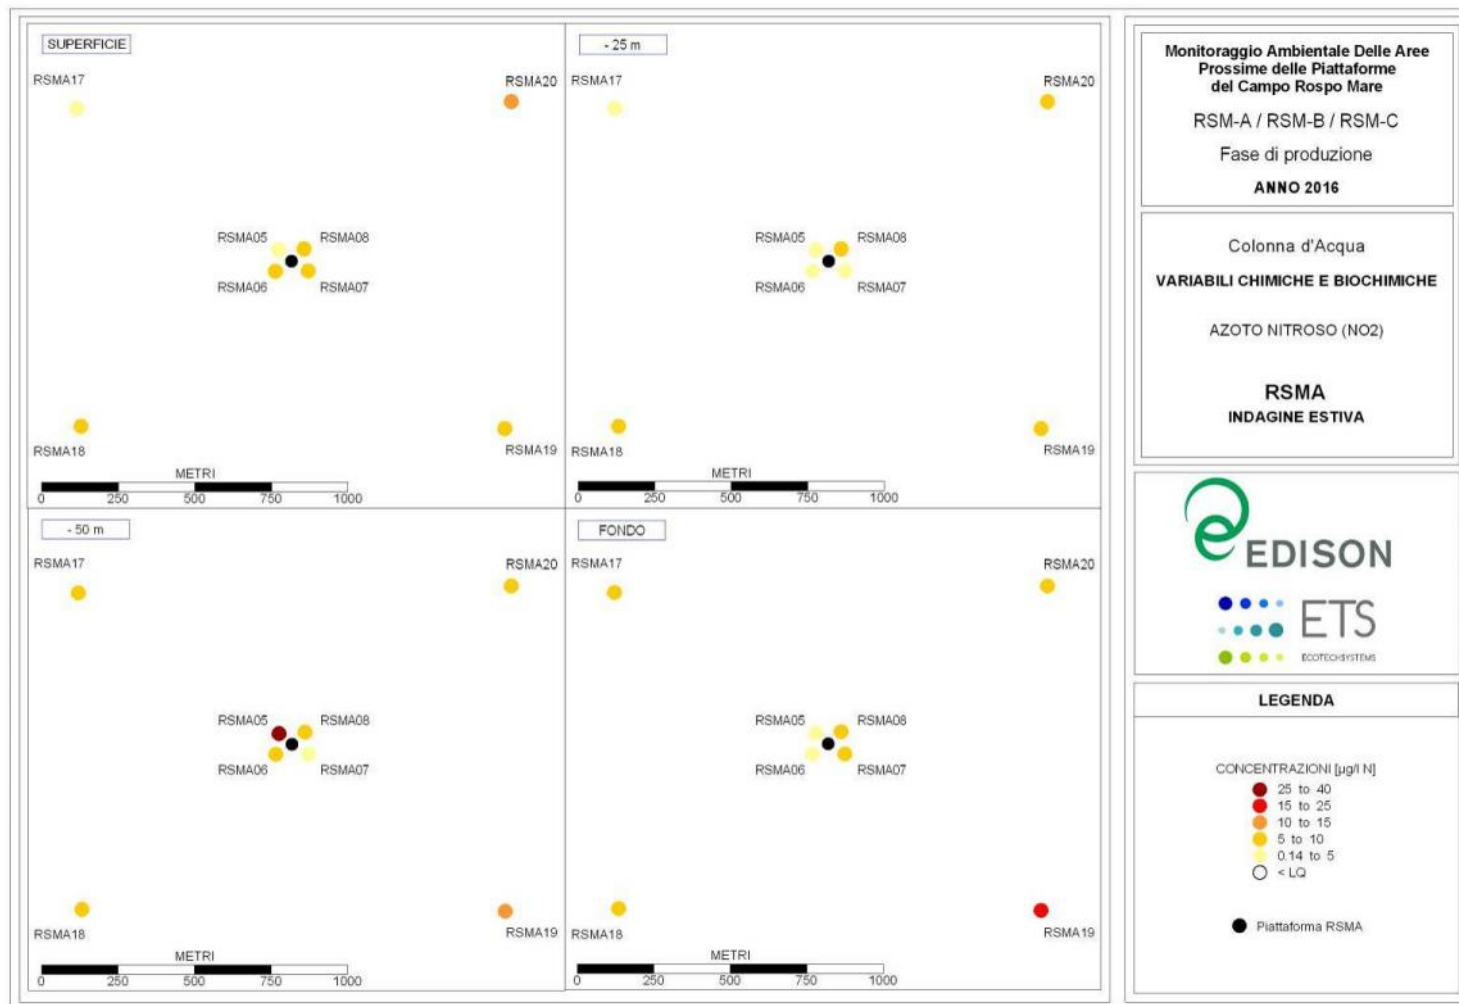 SUPERFICIE
RSMA17
RSMA20
RSMA05
RSMA08
RSMA06
RSMA07
RSMA18
RSMA19
METRI
0 250 500 750 1000
- 25 m
RSMA17
RSMA20
RSMA05
RSMA08
RSMA06
RSMA07
RSMA18
RSMA19
METRI
0 250 500 750 1000
- 50 m
RSMA17
RSMA20
RSMA05
RSMA08
RSMA06
RSMA07
RSMA18
RSMA19
METRI
0 250 500 750 1000
FONDO
RSMA17
RSMA20
RSMA05
RSMA08
RSMA06
RSMA07
RSMA18
RSMA19
METRI
0 250 500 750 1000
Monitoraggio Ambientale Delle Aree
Prossime delle Piattaforme
del Campo Rospo Mare
RSM-A / RSM-B / RSM-C
Fase di produzione
ANNO 2016
Colonna d'Acqua
VARIABILI CHIMICHE E BIOCHIMICHE
AZOTO NITROSO (NO2)
RSMA
INDAGINE ESTIVA
EDISON
ETS
ECOTECHSYSTEMS
LEGENDA
CONCENTRAZIONI [µg/l N]
25 to 40
15 to 25
10 to 15
5 to 10
0.14 to 5
< LQ
Piattaforma RSMA